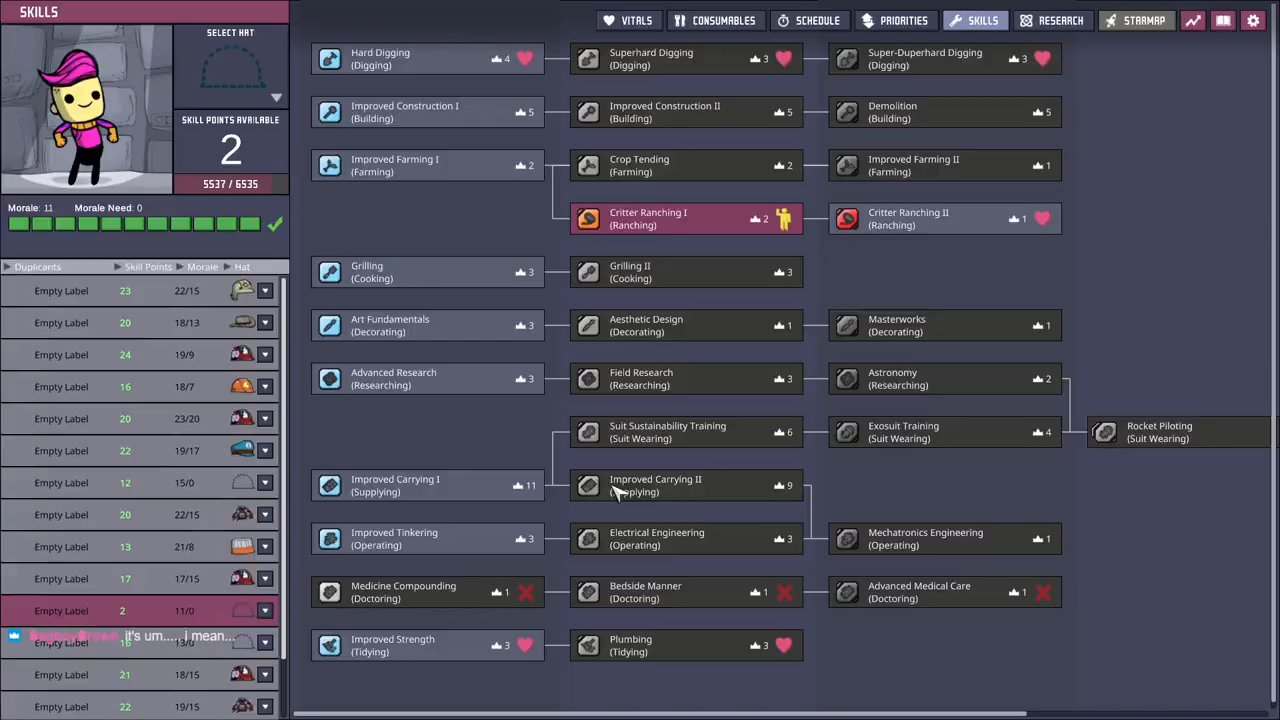 SKILLS
VITALS
CONSUMABLES
SCHEDULE
PRIORITIES
SKILLS
RESEARCH
STARMAP
SELECT HAT
SKILL POINTS AVAILABLE
2
5537 / 6535
Morale: 11 Morale Need: 0
Duplicants Skill Points Morale Hat
Empty Label 23 22/15
Empty Label 20 18/13
Empty Label 24 19/9
Empty Label 16 18/7
Empty Label 20 23/20
Empty Label 22 19/17
Empty Label 12 15/0
Empty Label 20 22/15
Empty Label 13 21/8
Empty Label 17 17/15
Empty Label 2 11/0
it's um..... i mean...
Empty Label 16 13/0
Empty Label 21 18/15
Empty Label 22 19/15
Hard Digging 4
(Digging)
Superhard Digging 3
(Digging)
Super-Duperhard Digging 3
(Digging)
Improved Construction I 5
(Building)
Improved Construction II 5
(Building)
Demolition 5
(Building)
Improved Farming I 2
(Farming)
Crop Tending 2
(Farming)
Improved Farming II 1
(Farming)
Critter Ranching I 2
(Ranching)
Critter Ranching II 1
(Ranching)
Grilling 3
(Cooking)
Grilling II 3
(Cooking)
Art Fundamentals 3
(Decorating)
Aesthetic Design 1
(Decorating)
Masterworks 1
(Decorating)
Advanced Research 3
(Researching)
Field Research 3
(Researching)
Astronomy 2
(Researching)
Suit Sustainability Training 6
(Suit Wearing)
Exosuit Training 4
(Suit Wearing)
Rocket Piloting
(Suit Wearing)
Improved Carrying I 11
(Supplying)
Improved Carrying II 9
Improved Tinkering 3
(Operating)
Electrical Engineering 3
(Operating)
Mechatronics Engineering 1
(Operating)
Medicine Compounding 1
(Doctoring)
Bedside Manner 1
(Doctoring)
Advanced Medical Care 1
(Doctoring)
Improved Strength 3
(Tidying)
Plumbing 3
(Tidying)